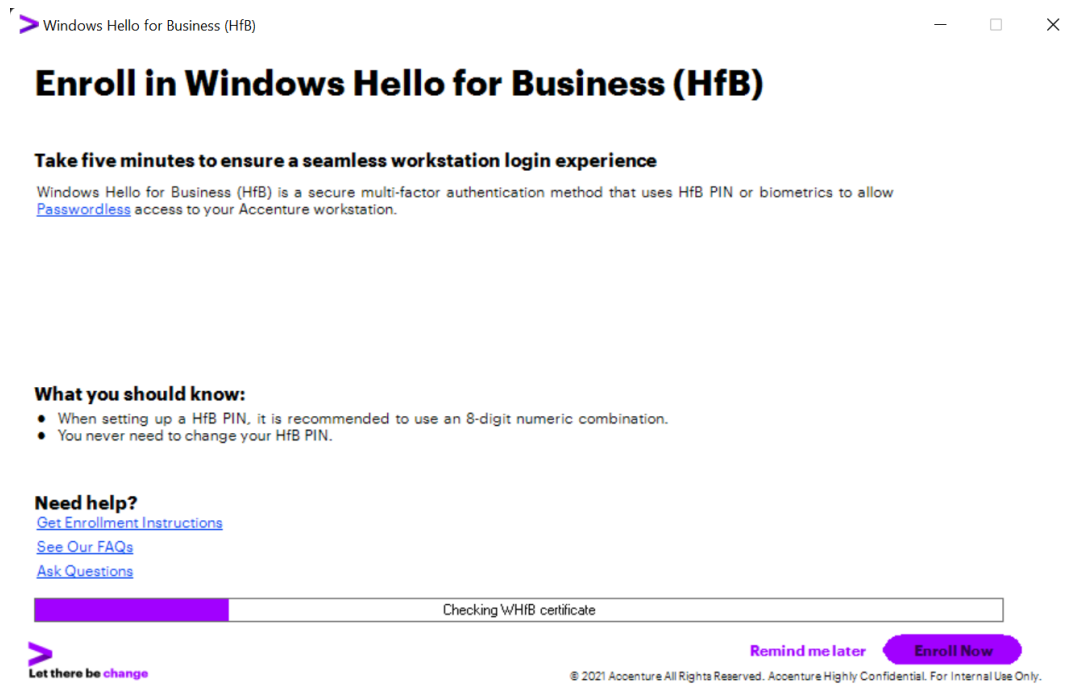 Windows Hello for Business (HfB)
Enroll in Windows Hello for Business (HfB)
Take five minutes to ensure a seamless workstation login experience
Windows Hello for Business (HfB) is a secure multi-factor authentication method that uses HfB PIN or biometrics to allow
Passwordless access to your Accenture workstation.
What you should know:
● When setting up a HfB PIN, it is recommended to use an 8-digit numeric combination.
● You never need to change your HfB PIN.
Need help?
Get Enrollment Instructions
See Our FAQs
Ask Questions
Checking WHfB certificate
Remind me later
Enroll Now
Let there be change
© 2021 Accenture All Rights Reserved. Accenture Highly Confidential. For Internal Use Only.